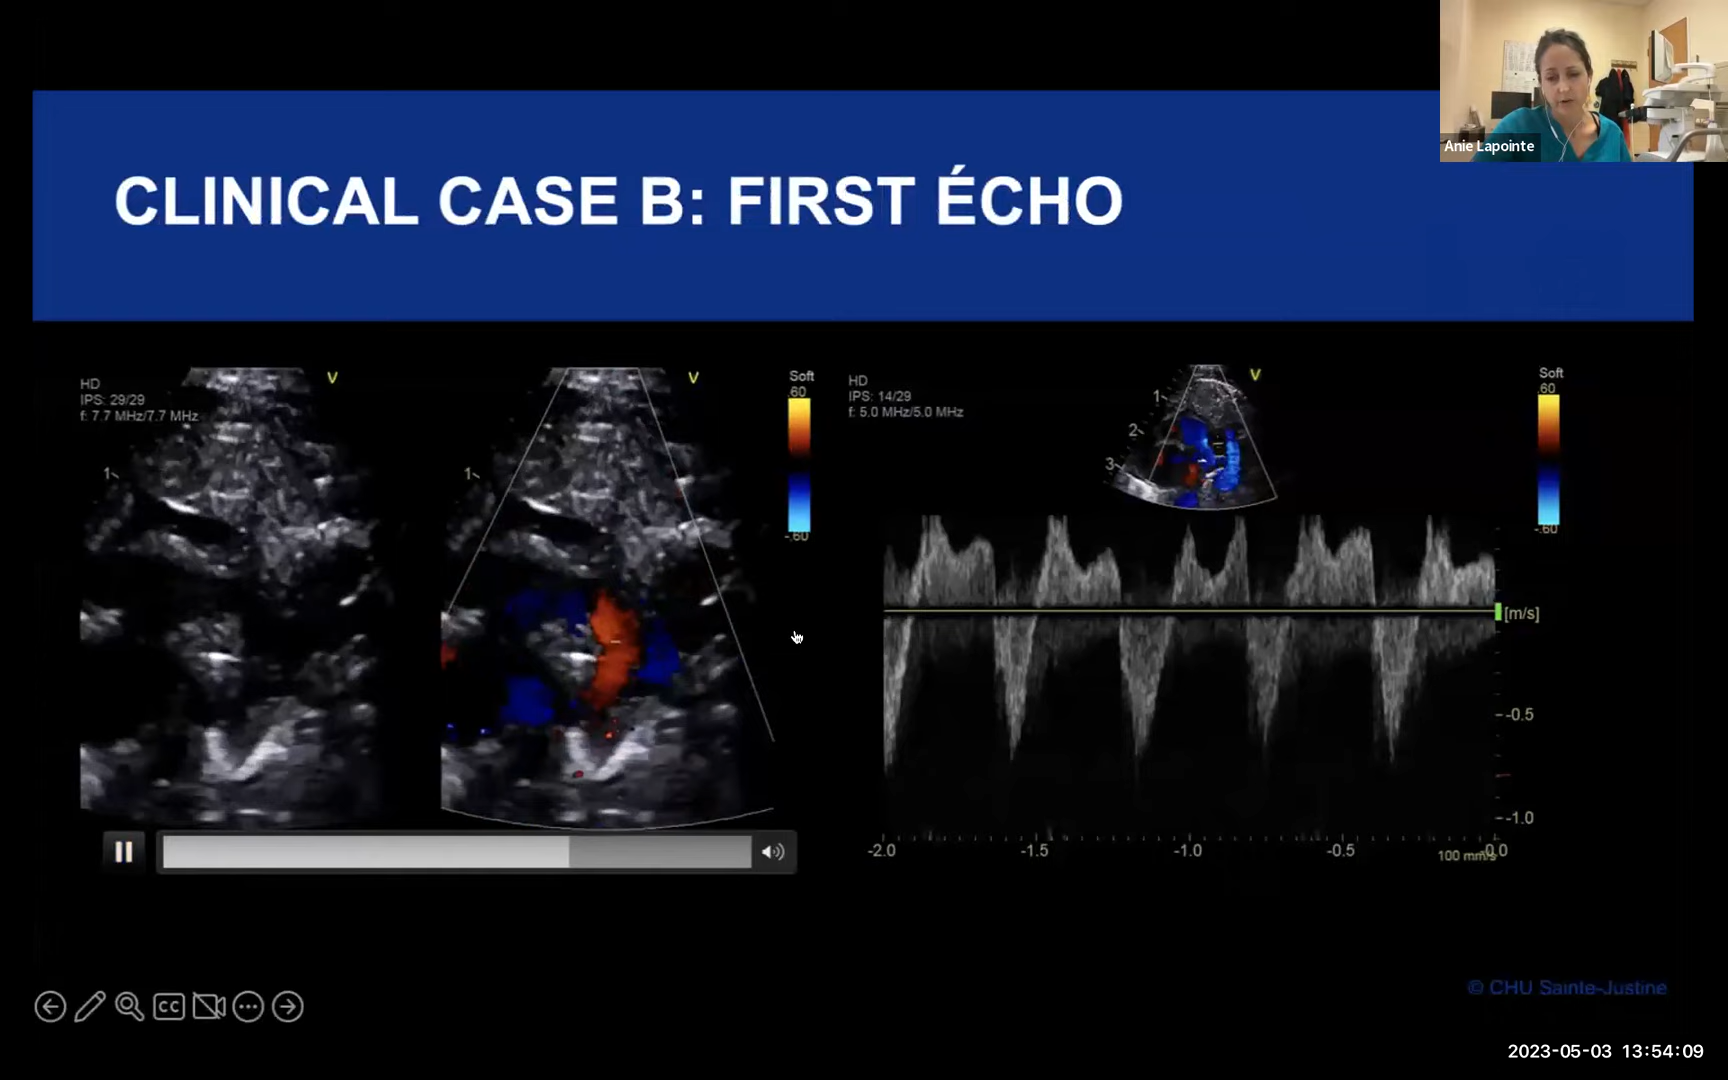 Anie Lapointe
CLINICAL CASE B: FIRST ÉCHO
HD
IPS: 29/29
f: 7.7 MHz/7.7 MHz
V
1
1
V
Soft
.60
-.60
HD
IPS: 14/29
f: 5.0 MHz/5.0 MHz
V
1
2
3
Soft
.60
-.60
[m/s]
-0.5
-1.0
-2.0
-1.5
-1.0
-0.5
0.0
100 mm/s
CC
© CHU Sainte-Justine
2023-05-03 13:54:09